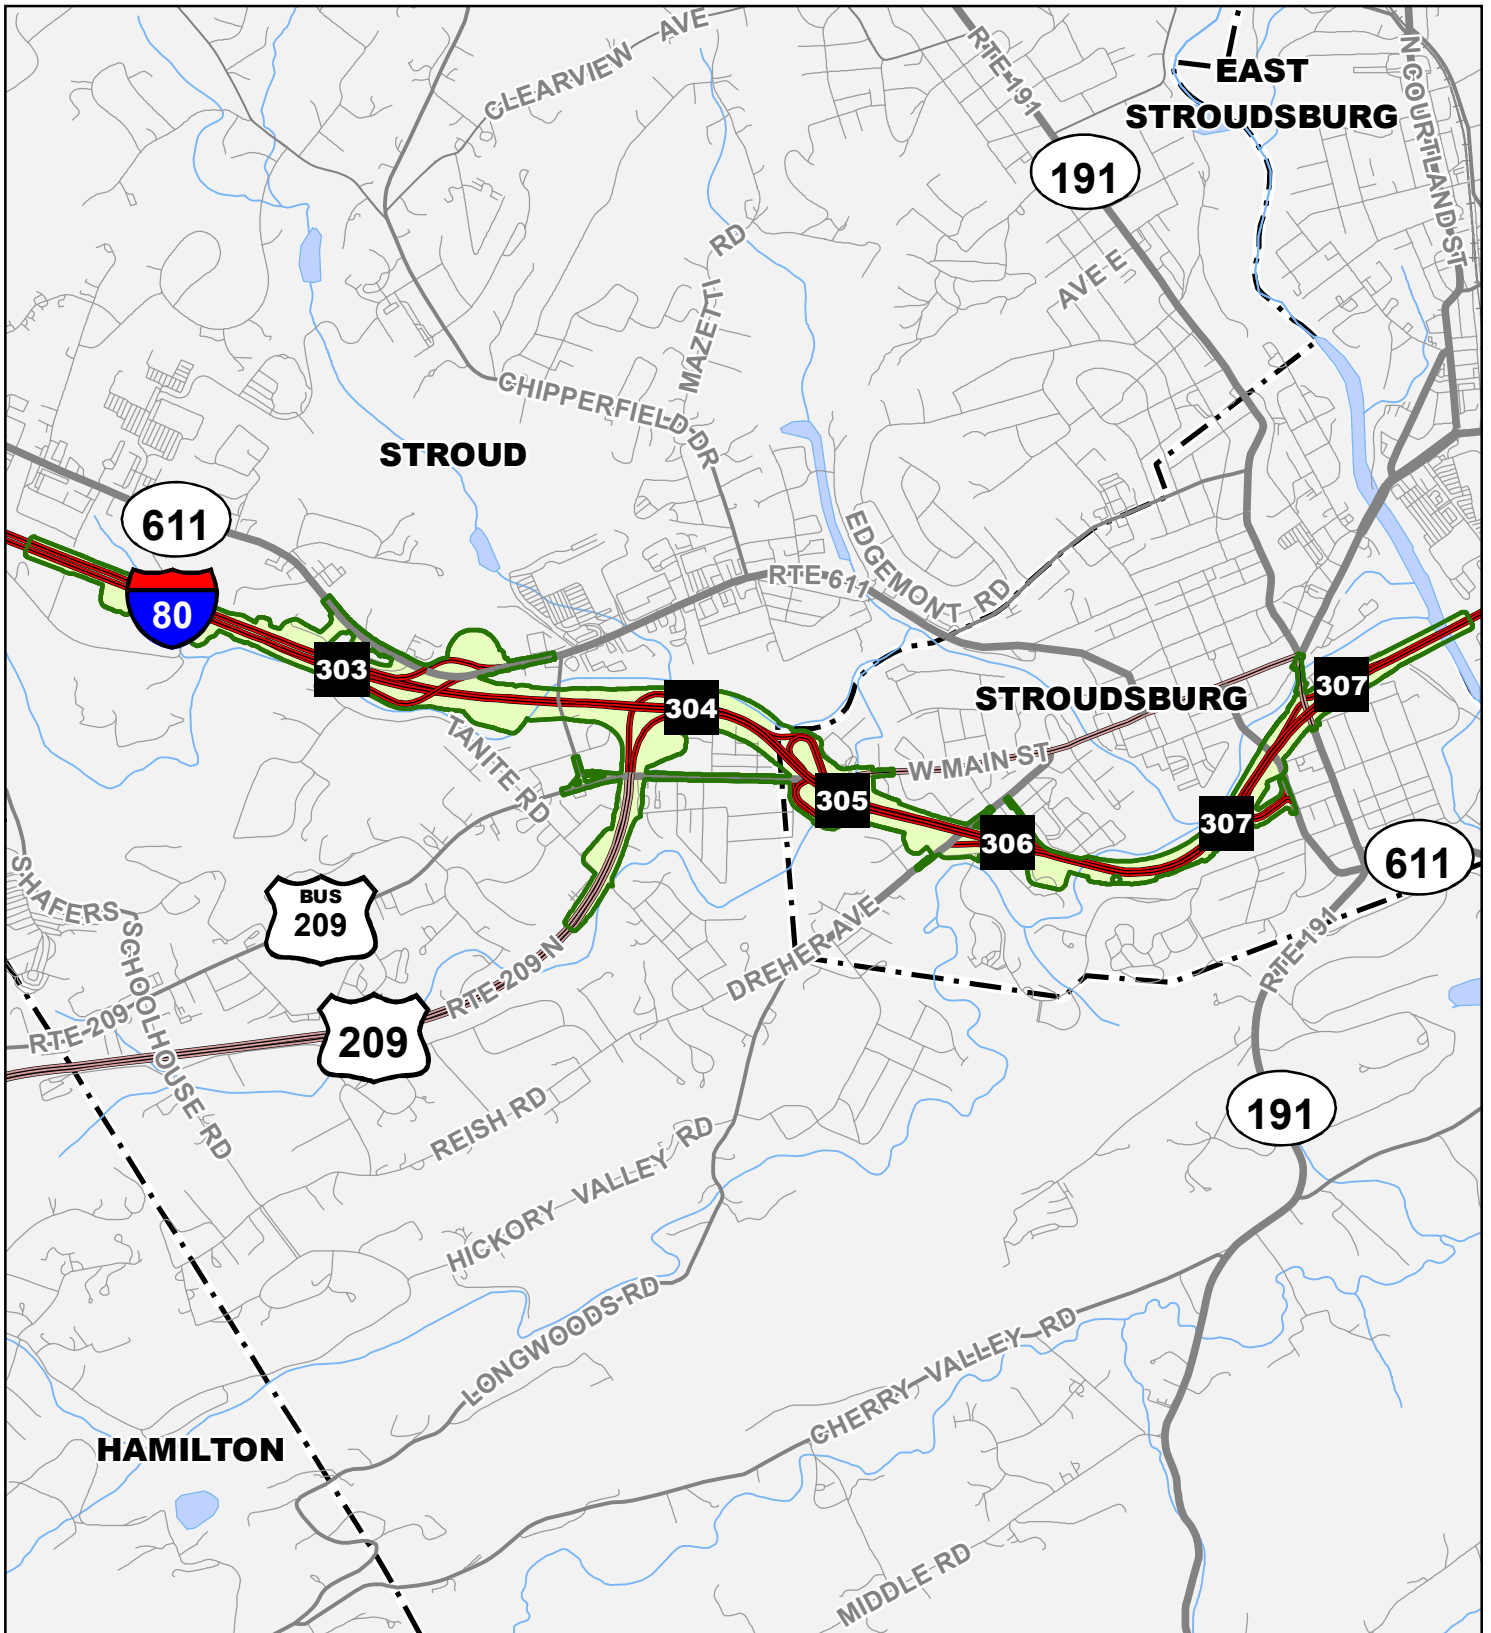 CLEARVIEW AVE
RTE 191
EAST
STROUDSBURG
N COURTLAND ST
191
MAZETTI RD
AVE E
CHIPPERFIELD DR
STROUD
611
EDGEMONT RD
RTE 611
80
303
304
STROUDSBURG
307
TANITE RD
W MAIN ST
305
306
307
611
SHAFERS SCHOOLHOUSE RD
BUS
209
DREHER AVE
RTE 191
RTE 209 N
RTE 209
209
REISH RD
HICKORY VALLEY RD
191
LONGWOODS RD
CHERRY VALLEY RD
HAMILTON
MIDDLE RD